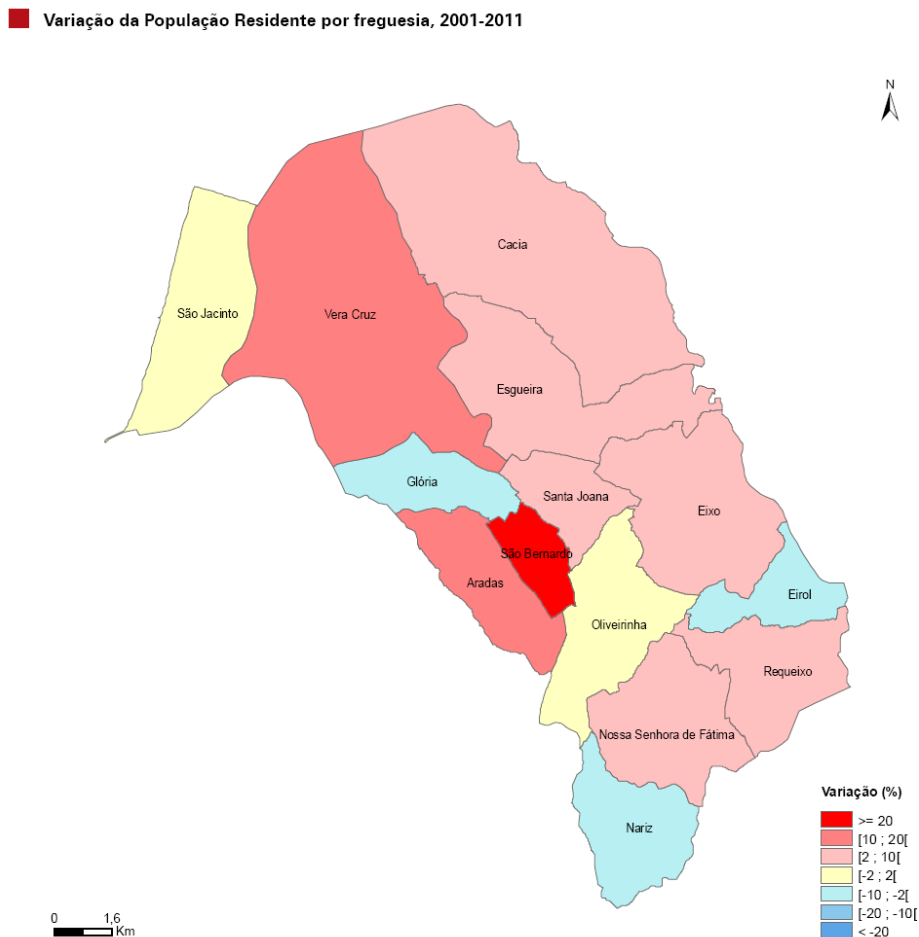 Variação da População Residente por freguesia, 2001-2011
N
Cacia
São Jacinto
Vera Cruz
Esgueira
Glória
Santa Joana
Eixo
São Bernardo
Aradas
Eirol
Oliveirinha
Requeixo
Nossa Senhora de Fátima
Nariz
Variação (%)
>= 20
[10 ; 20[
[2 ; 10[
[-2 ; 2[
[-10 ; -2[
[-20 ; -10[
< -20
0 1,6
Km